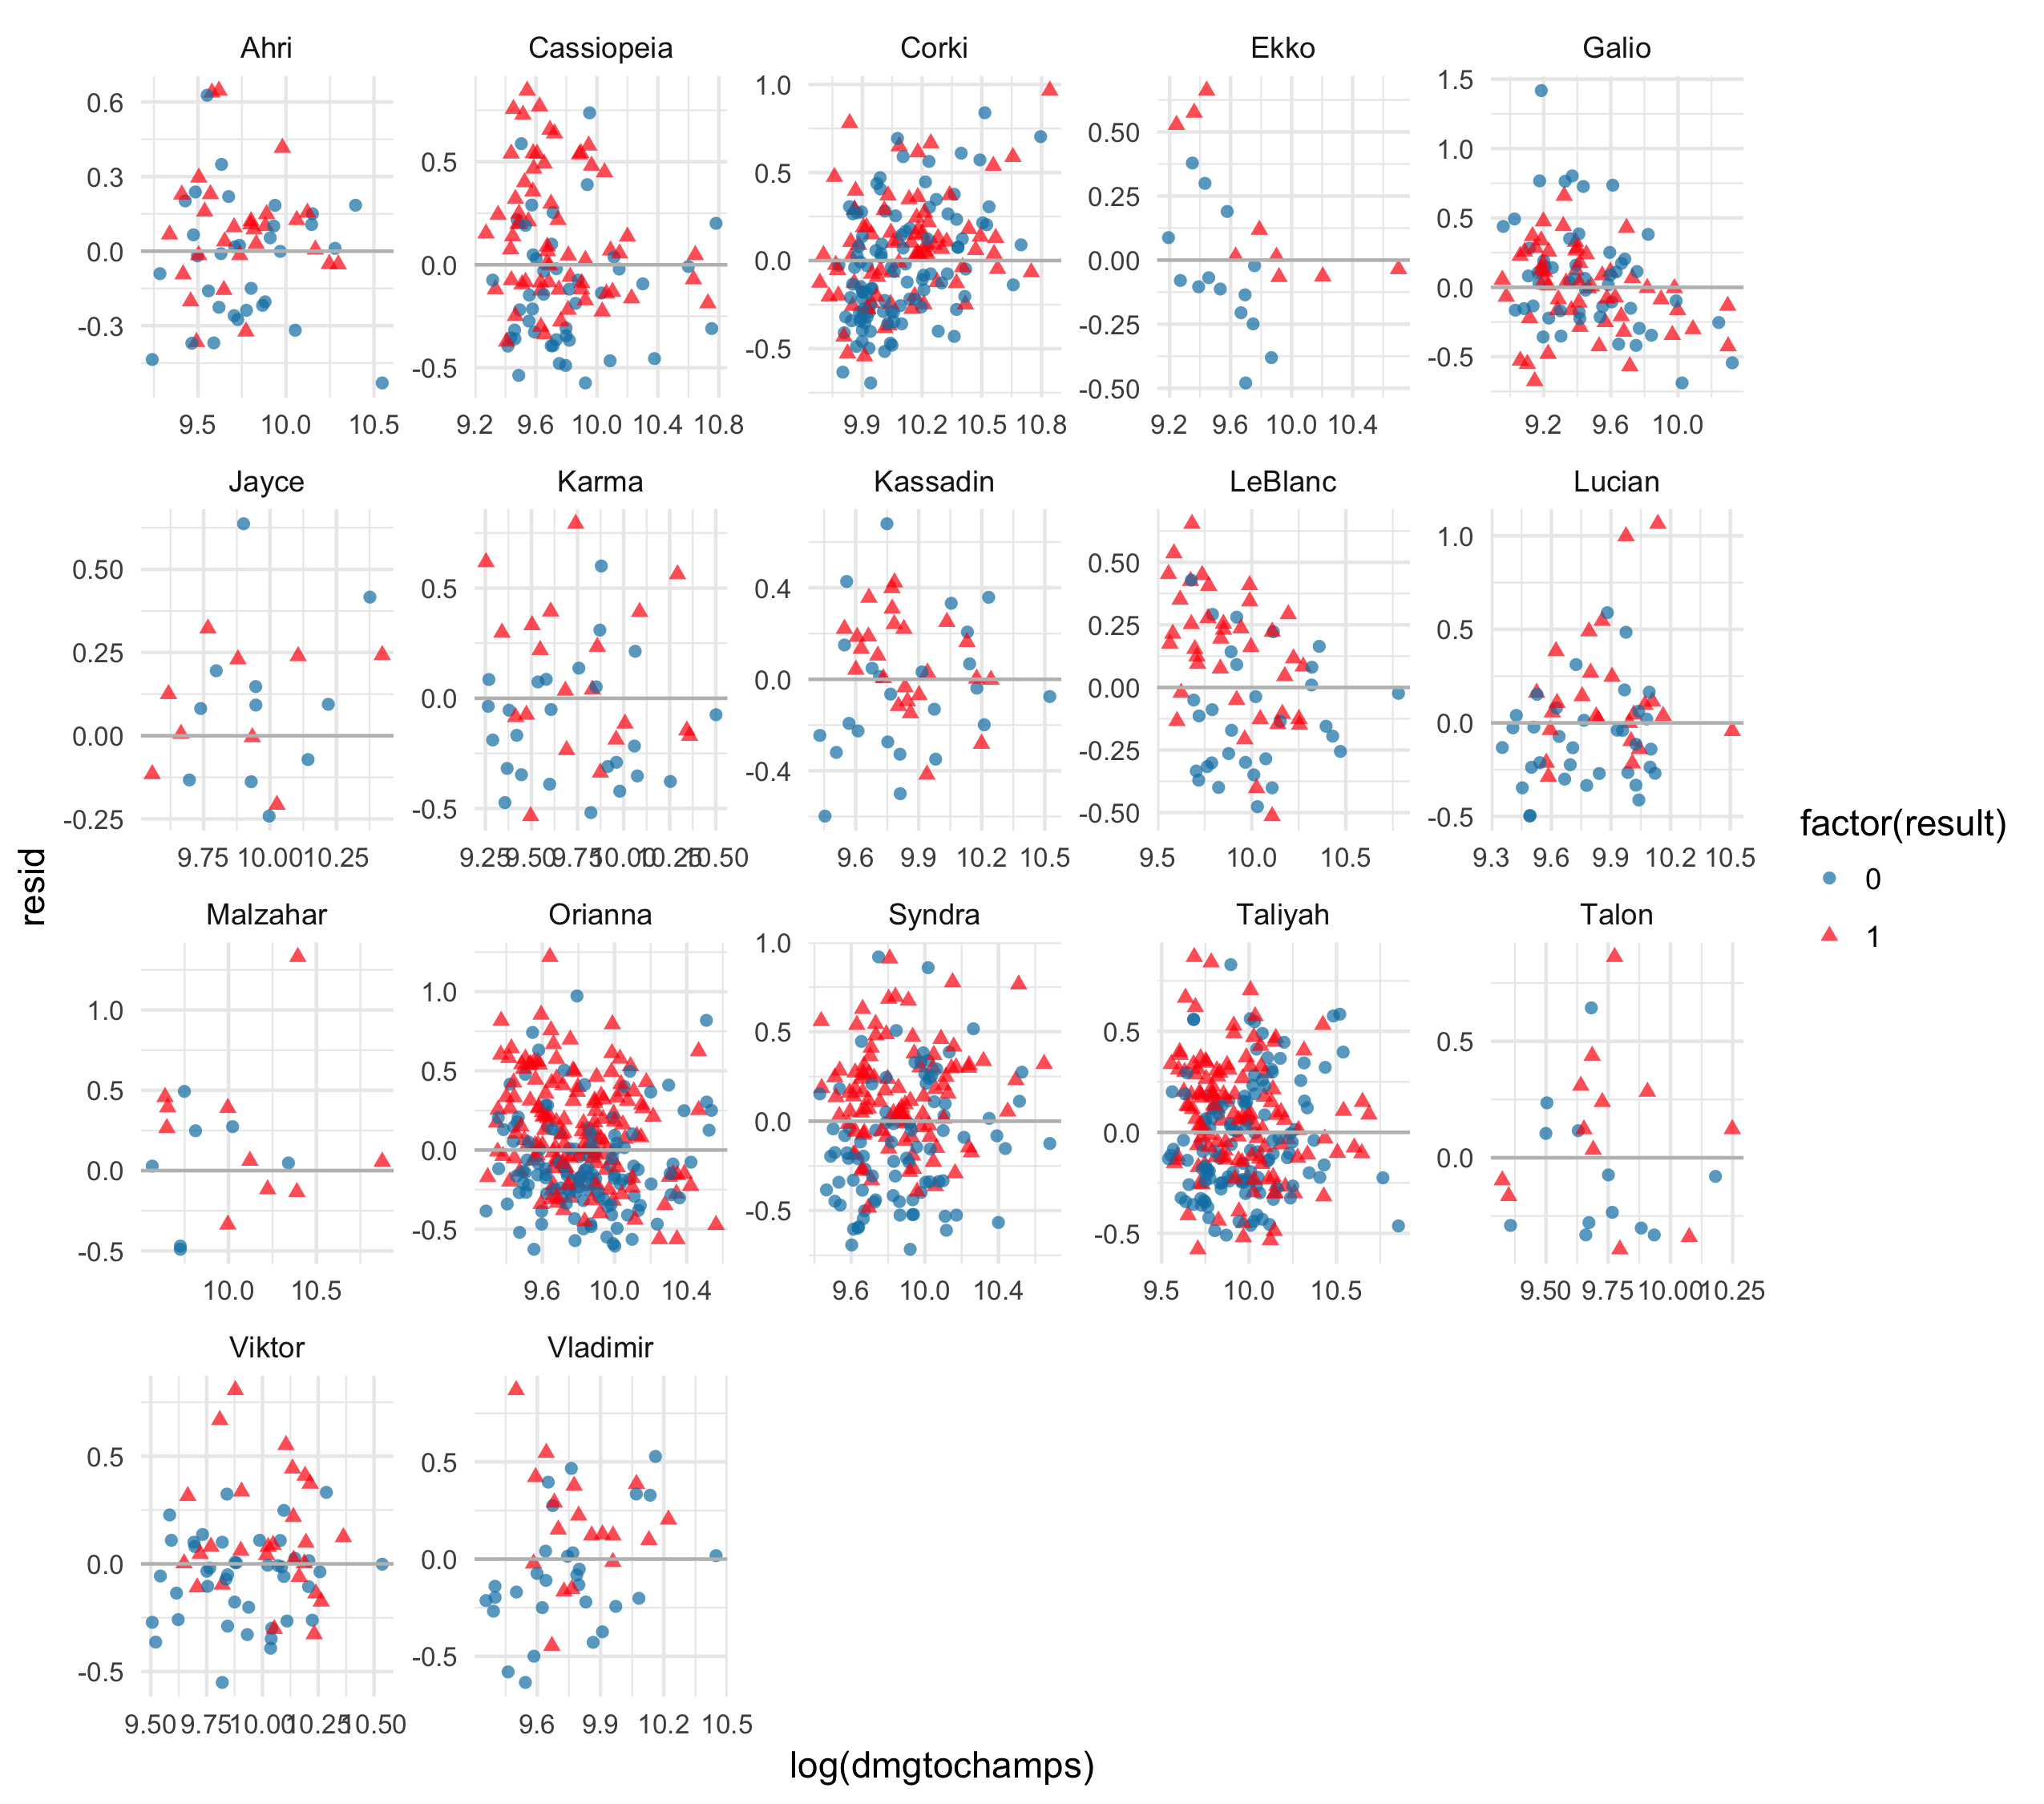 Ahri Cassiopeia Corki Ekko Galio
0.6
0.3
0.0
-0.3
0.5
0.0
-0.5
1.0
0.5
0.0
-0.5
0.50
0.25
0.00
-0.25
-0.50
1.5
1.0
0.5
0.0
-0.5
9.5 10.0 10.5
9.2 9.6 10.0 10.4 10.8
9.9 10.2 10.5 10.8
9.2 9.6 10.0 10.4
9.2 9.6 10.0
Jayce Karma Kassadin LeBlanc Lucian
0.50
0.25
0.00
-0.25
0.5
0.0
-0.5
0.4
0.0
-0.4
0.50
0.25
0.00
-0.25
-0.50
1.0
0.5
0.0
-0.5
9.75 10.00 10.25
9.25 9.50 9.75 10.00 10.25 10.50
9.6 9.9 10.2 10.5
9.5 10.0 10.5
9.3 9.6 9.9 10.2 10.5
Malzahar Orianna Syndra Taliyah Talon
1.0
0.5
0.0
-0.5
1.0
0.5
0.0
-0.5
1.0
0.5
0.0
-0.5
0.5
0.0
-0.5
0.5
0.0
10.0 10.5
9.6 10.0 10.4
9.6 10.0 10.4
9.5 10.0 10.5
9.50 9.75 10.00 10.25
Viktor Vladimir
0.5
0.0
-0.5
0.5
0.0
-0.5
9.50 9.75 10.00 10.25 10.50
9.6 9.9 10.2 10.5
resid
log(dmgtochamps)
factor(result)
0
1